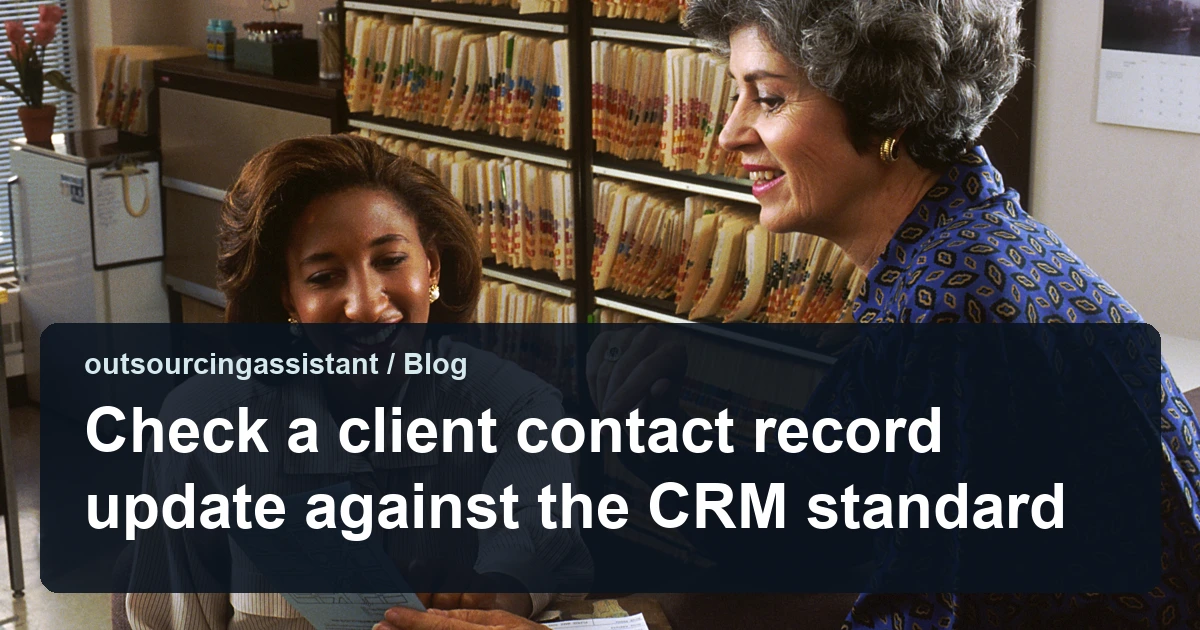 outsourcingassistant / Blog
Check a client contact record
update against the CRM standard